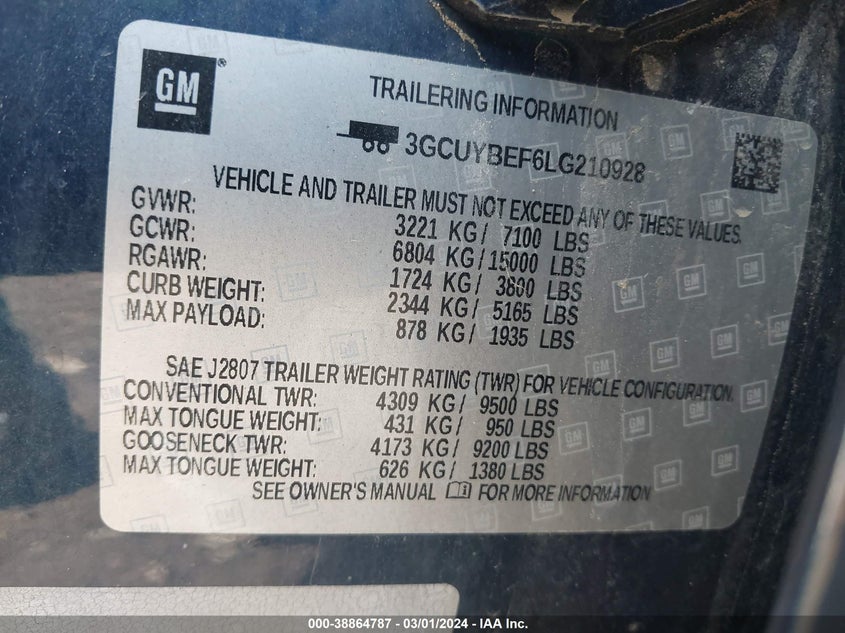 GM®
TRAILERING INFORMATION
3GCUYBEF6LG210928
VEHICLE AND TRAILER MUST NOT EXCEED ANY OF THESE VALUES.
GVWR: 3221 KG/ 7100 LBS
GCWR: 6804 KG/15000 LBS
RGAWR: 1724 KG/ 3800 LBS
CURB WEIGHT: 2344 KG/ 5165 LBS
MAX PAYLOAD: 878 KG/ 1935 LBS
SAE J2807 TRAILER WEIGHT RATING (TWR) FOR VEHICLE CONFIGURATION.
CONVENTIONAL TWR: 4309 KG/ 9500 LBS
MAX TONGUE WEIGHT: 431 KG/ 950 LBS
GOOSENECK TWR: 4173 KG/ 9200 LBS
MAX TONGUE WEIGHT: 626 KG/ 1380 LBS
SEE OWNER'S MANUAL FOR MORE INFORMATION
000-38864787 - 03/01/2024 - IAA Inc.